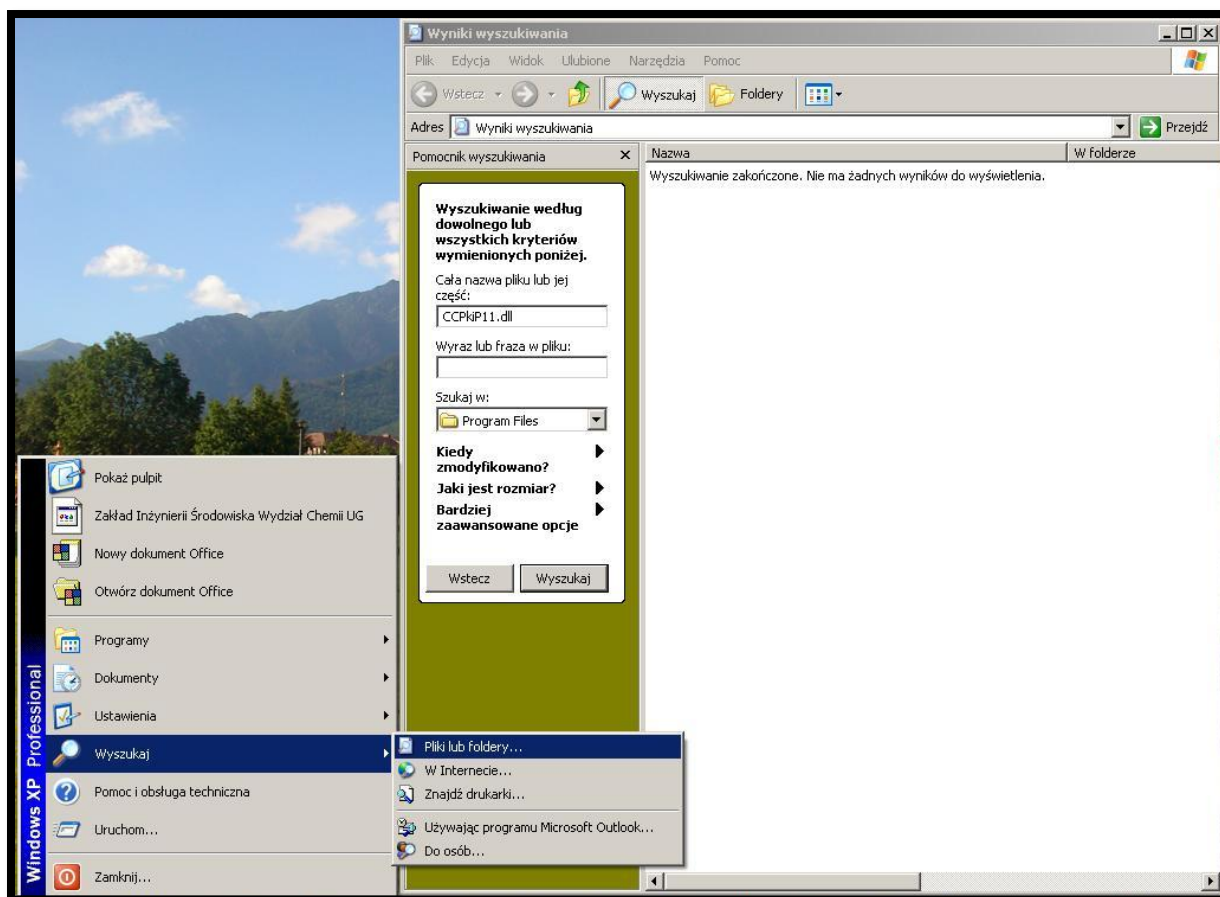 Wyniki wyszukiwania
Plik Edycja Widok Ulubione Narzędzia Pomoc
Wstecz Wyszukaj Foldery
Adres Wyniki wyszukiwania Przejdź
Pomocnik wyszukiwania
Nazwa W folderze
Wyszukiwanie zakończone. Nie ma żadnych wyników do wyświetlenia.
Wyszukiwanie według
dowolnego lub
wszystkich kryteriów
wymienionych poniżej.
Cała nazwa pliku lub jej
część:
CCPkiP11.dll
Wyraz lub fraza w pliku:
Szukaj w:
Program Files
Kiedy
zmodyfikowano?
Jaki jest rozmiar?
Bardziej
zaawansowane opcje
Wstecz Wyszukaj
Pokaż pulpit
Zakład Inżynierii Środowiska Wydział Chemii UG
Nowy dokument Office
Otwórz dokument Office
Programy
Dokumenty
Ustawienia
Wyszukaj
Pomoc i obsługa techniczna
Uruchom...
Zamknij...
Windows XP Professional
Pliki lub foldery...
W Internecie...
Znajdź drukarki...
Używając programu Microsoft Outlook...
Do osób...